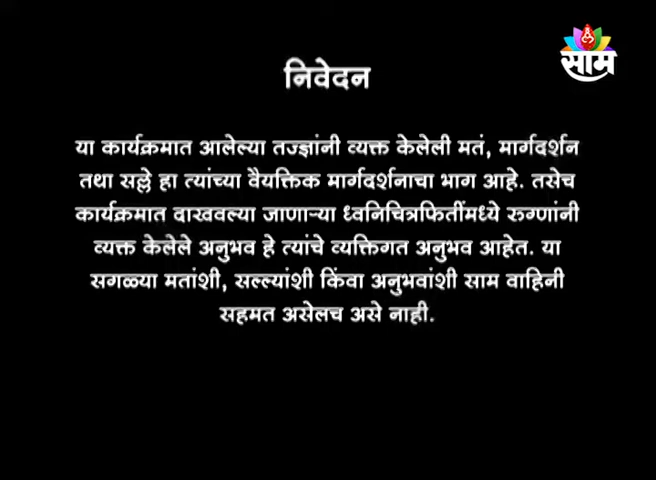 साम
निवेदन
या कार्यक्रमात आलेल्या तज्ज्ञांनी व्यक्त केलेली मतं, मार्गदर्शन
तथा सल्ले हा त्यांच्या वैयक्तिक मार्गदर्शनाचा भाग आहे. तसेच
कार्यक्रमात दाखवल्या जाणाऱ्या ध्वनिचित्रफितींमध्ये रुग्णांनी
व्यक्त केलेले अनुभव हे त्यांचे व्यक्तिगत अनुभव आहेत. या
सगळ्या मतांशी, सल्ल्यांशी किंवा अनुभवांशी साम वाहिनी
सहमत असेलच असे नाही.